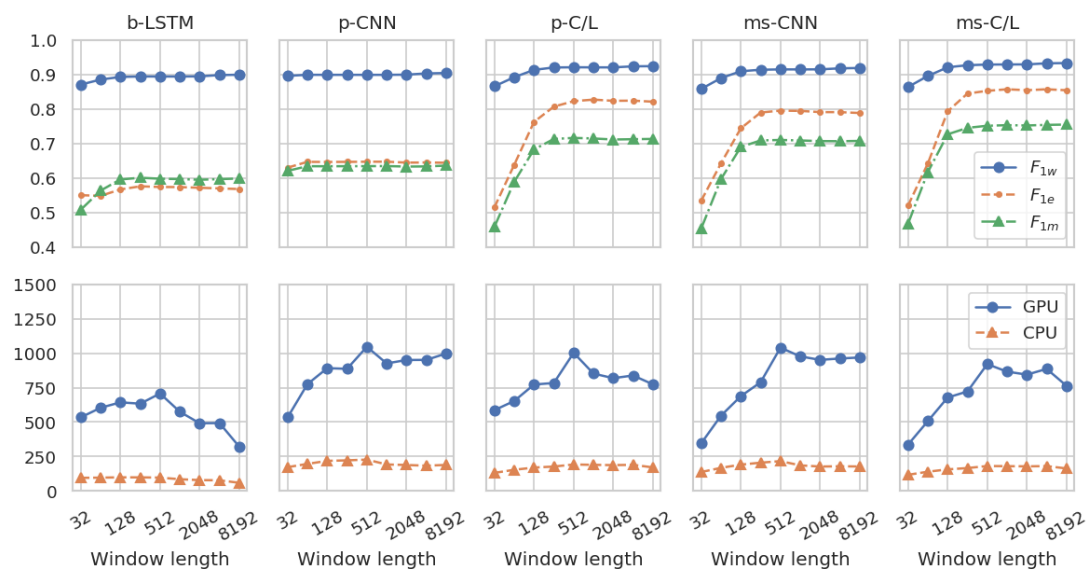 b-LSTM p-CNN p-C/L ms-CNN ms-C/L
1.0
0.9
0.8
0.7
0.6
0.5
0.4
F1w
F1e
F1m
1500
1250
1000
750
500
250
0
GPU
CPU
32 128 512 2048 8192 32 128 512 2048 8192 32 128 512 2048 8192 32 128 512 2048 8192 32 128 512 2048 8192
Window length Window length Window length Window length Window length